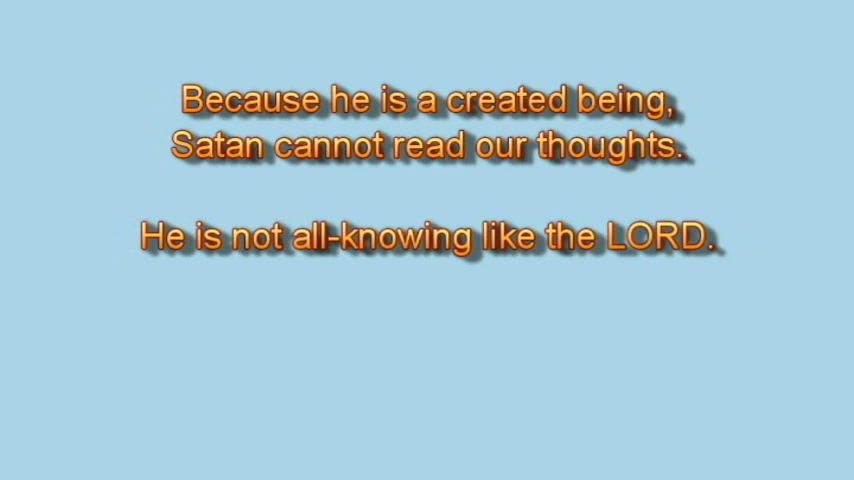 Because he is a created being,
Satan cannot read our thoughts.
He is not all-knowing like the LORD.